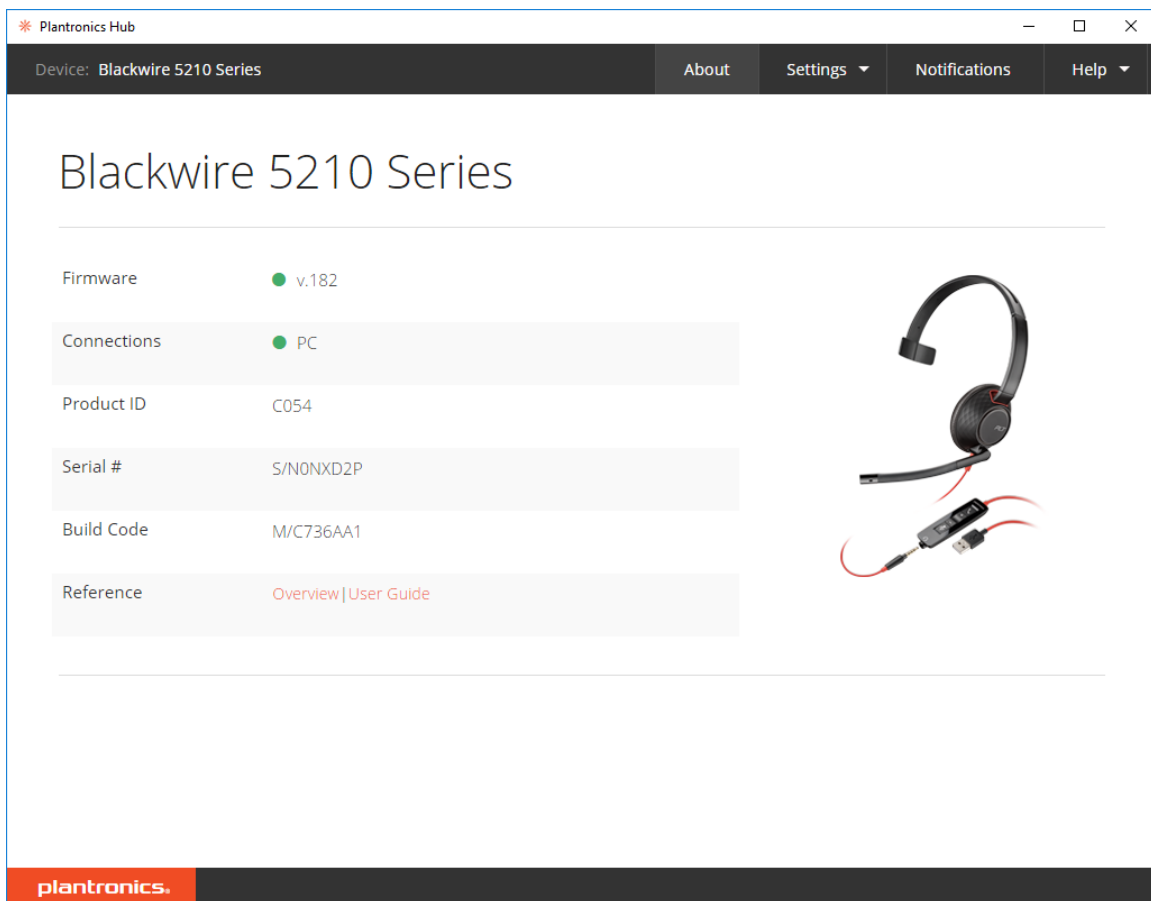 Plantronics Hub
Device: Blackwire 5210 Series About Settings Notifications Help
Blackwire 5210 Series
Firmware v.182
Connections PC
Product ID C054
Serial # S/N0NXD2P
Build Code M/C736AA1
Reference Overview|User Guide
PLT
plantronics.